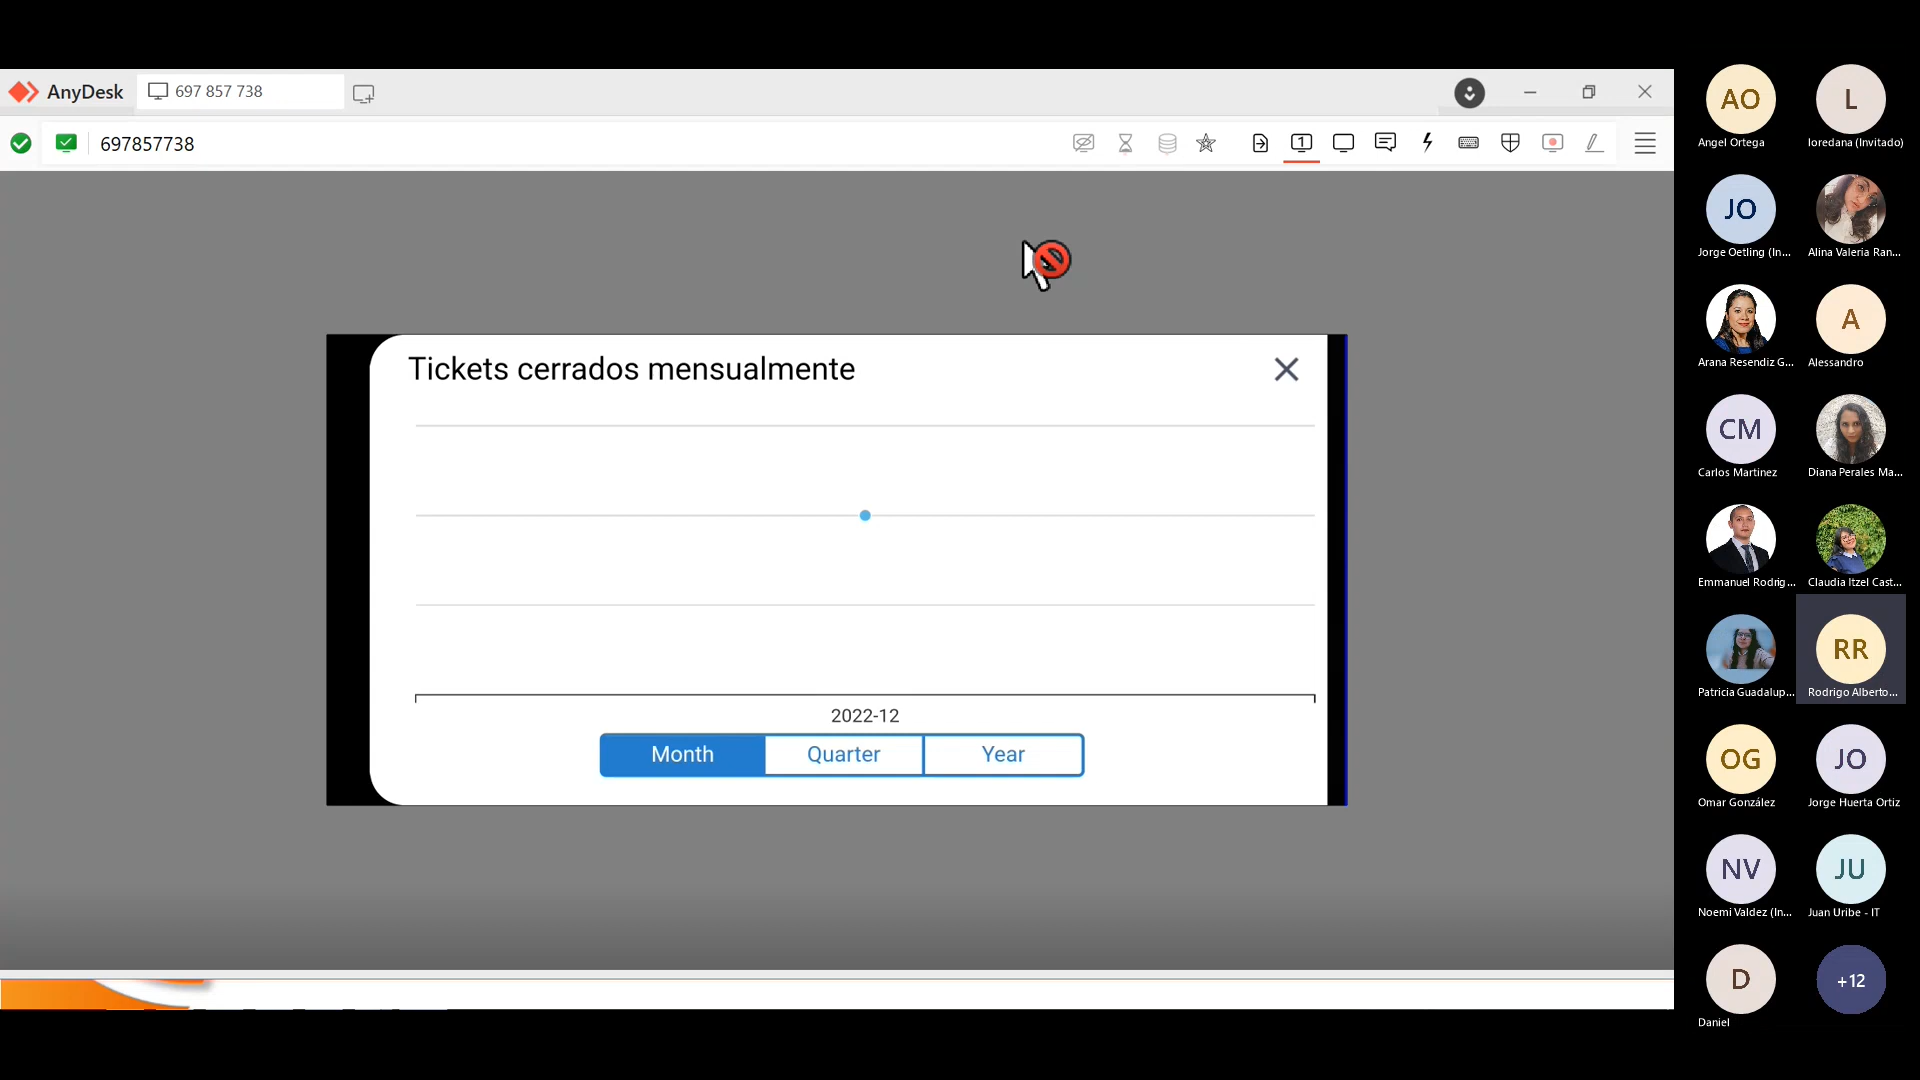 AnyDesk
697 857 738
697857738
1
Tickets cerrados mensualmente
2022-12
Month
Quarter
Year
AO
L
Angel Ortega
loredana (Invitado)
JO
Jorge Oetling (In...
Alina Valeria Ran...
A
Arana Resendiz G...
Alessandro
CM
Carlos Martinez
Diana Perales Ma...
Emmanuel Rodrig...
Claudia Itzel Cast...
RR
Patricia Guadalup...
Rodrigo Alberto...
OG
JO
Omar González
Jorge Huerta Ortiz
NV
JU
Noemi Valdez (In...
Juan Uribe - IT
D
+12
Daniel